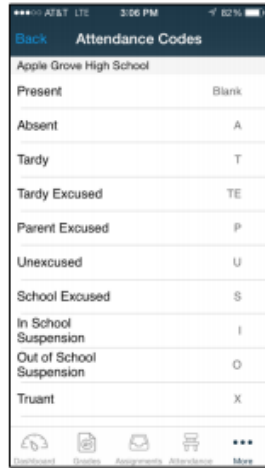 AT&T LTE 3:06 PM 82%
Back Attendance Codes
Apple Grove High School
Present Blank
Absent A
Tardy T
Tardy Excused TE
Parent Excused P
Unexcused U
School Excused S
In School
Suspension I
Out of School
Suspension O
Truant X
Dashboard Grades Assignments Attendance More